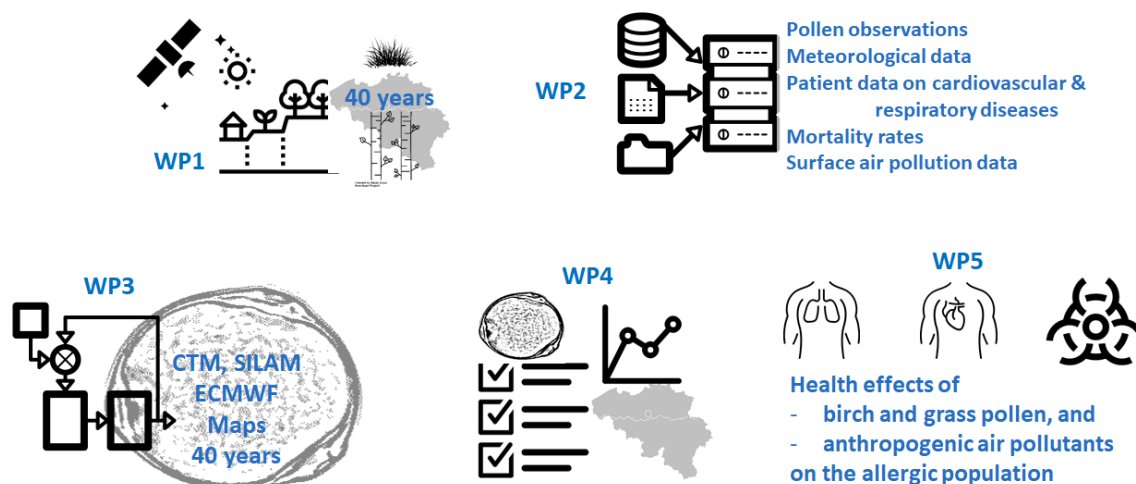 40 years
WP1
WP2
Pollen observations
Meteorological data
Patient data on cardiovascular &
respiratory diseases
Mortality rates
Surface air pollution data
WP3
CTM, SILAM
ECMWF
Maps
40 years
WP4
WP5
Health effects of
- birch and grass pollen, and
- anthropogenic air pollutants
on the allergic population